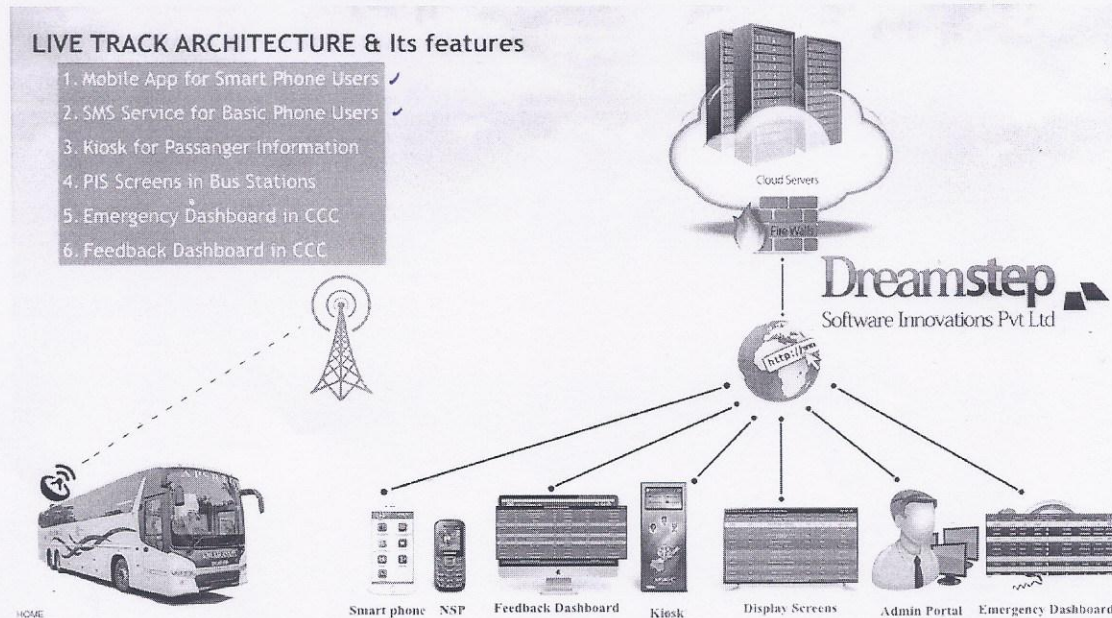 LIVE TRACK ARCHITECTURE & Its features
1. Mobile App for Smart Phone Users
2. SMS Service for Basic Phone Users
3. Kiosk for Passanger Information
4. PIS Screens in Bus Stations
5. Emergency Dashboard in CCC
6. Feedback Dashboard in CCC
Cloud Servers
Fire Walls
Dreamstep
Software Innovations Pvt Ltd
http://
Smart phone NSP Feedback Dashboard Kiosk Display Screens Admin Portal Emergency Dashboard
HOME